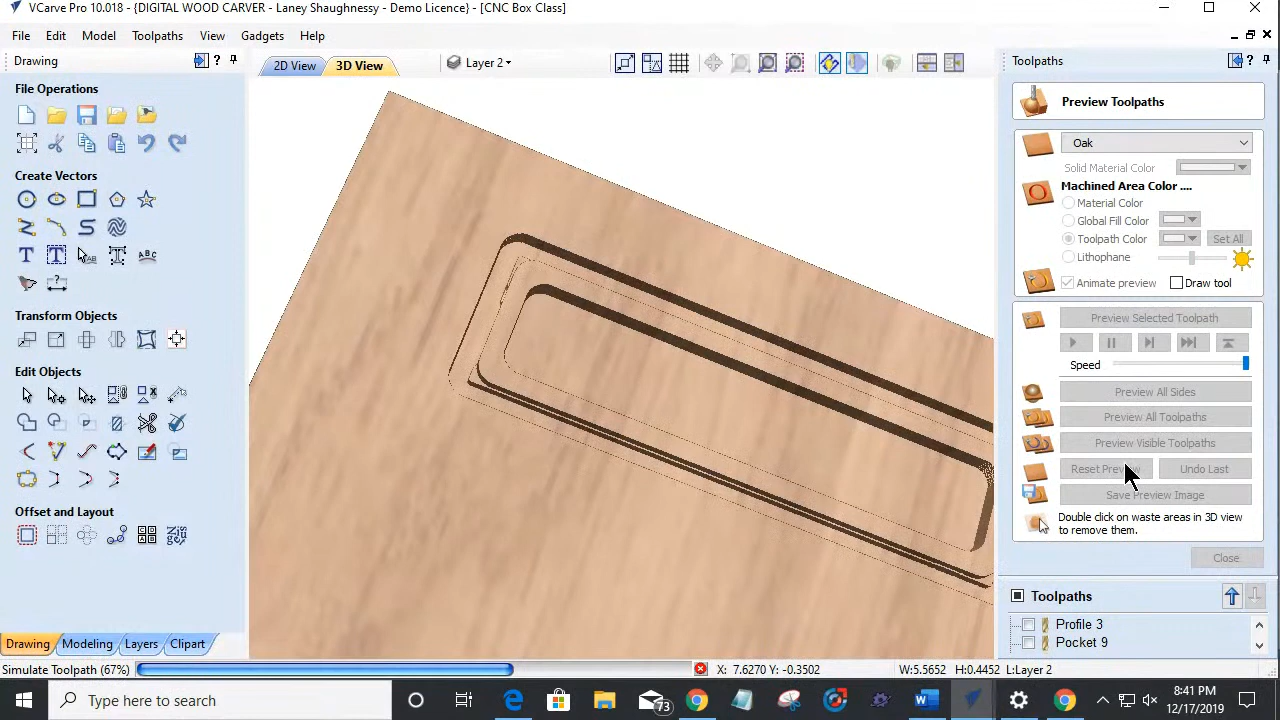 VCarve Pro 10.018 - {DIGITAL WOOD CARVER - Laney Shaughnessy - Demo Licence} - [CNC Box Class]
File Edit Model Toolpaths View Gadgets Help
Drawing
2D View 3D View Layer 2
Toolpaths
File Operations
Create Vectors
Transform Objects
Edit Objects
Offset and Layout
Drawing Modeling Layers Clipart
Preview Toolpaths
Oak
Solid Material Color
Machined Area Color ....
Material Color
Global Fill Color
Toolpath Color Set All
Lithophane
Animate preview Draw tool
Preview Selected Toolpath
Speed
Preview All Sides
Preview All Toolpaths
Preview Visible Toolpaths
Reset Preview Undo Last
Save Preview Image
Double click on waste areas in 3D view
to remove them.
Close
Toolpaths
Profile 3
Pocket 9
Simulate Toolpath (67%) X: 7.6270 Y: -0.3502 W:5.5652 H:0.4452 L:Layer 2
Type here to search 73 8:41 PM
12/17/2019